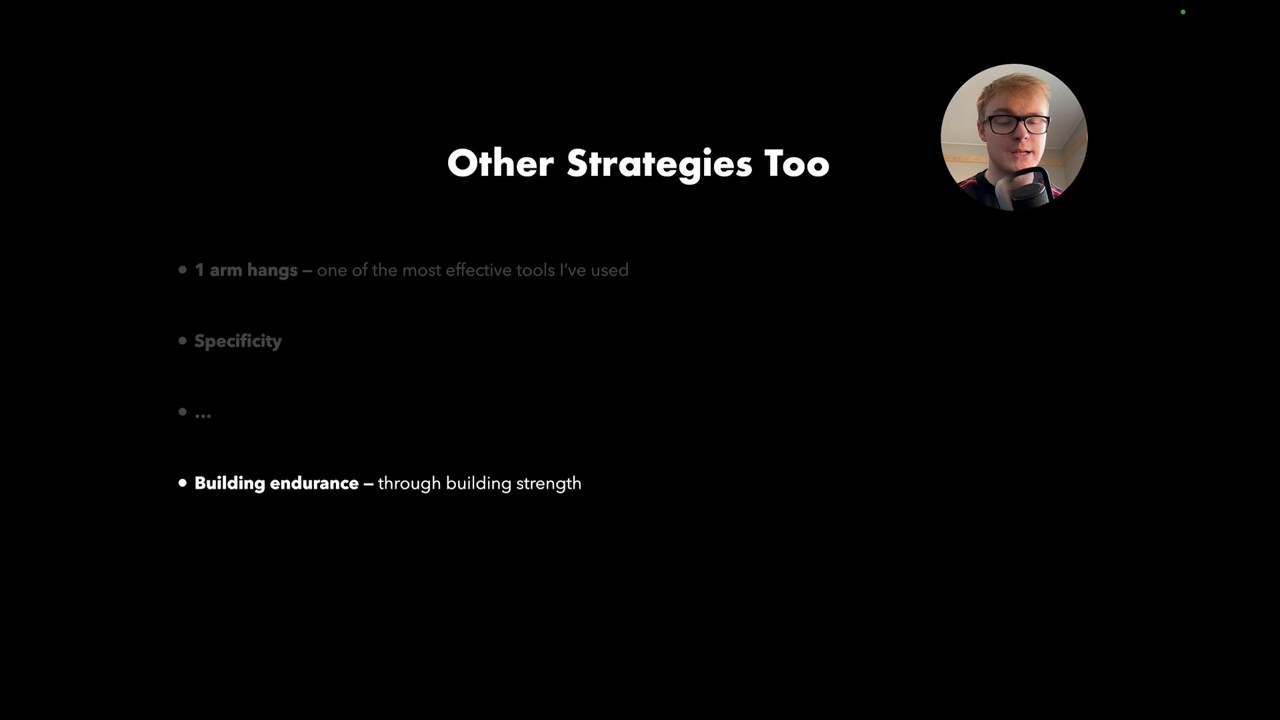 Other Strategies Too
• 1 arm hangs – one of the most effective tools I’ve used
• Specificity
• ...
• Building endurance – through building strength